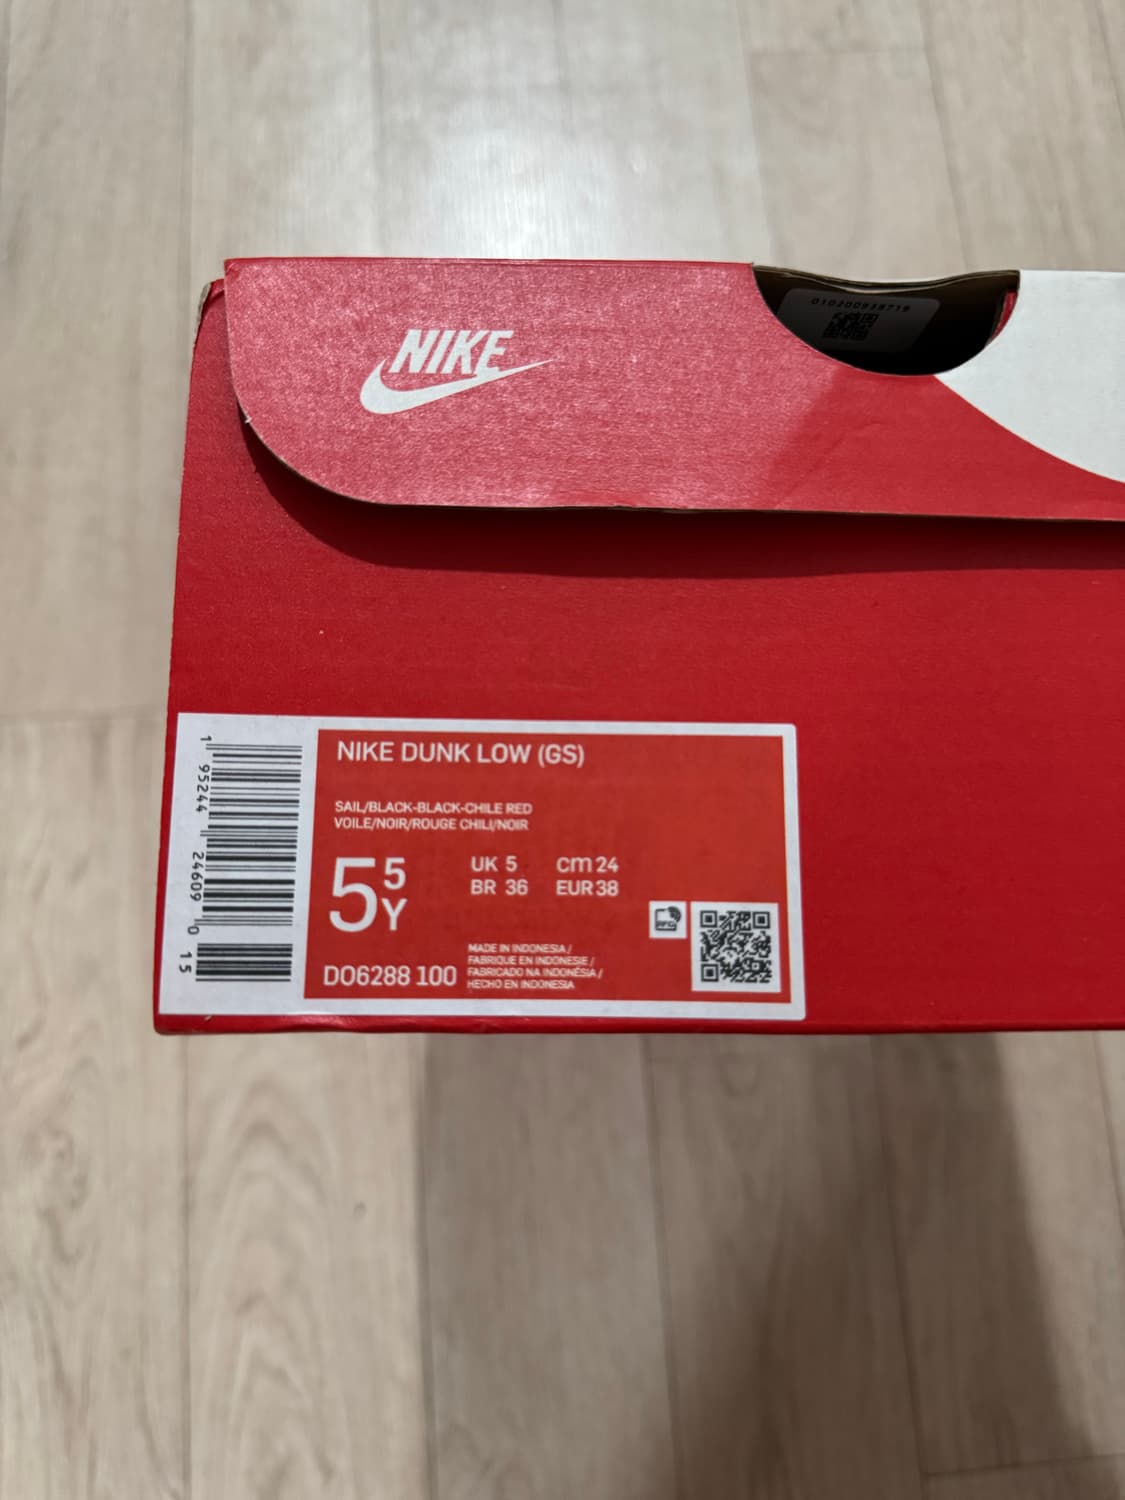 010200938719
NIKE
NIKE DUNK LOW (GS)
SAIL/BLACK-BLACK-CHILE RED
VOILE/NOIR/ROUGE CHILI/NOIR
5 5 Y
UK 5 cm 24
BR 36 EUR 38
MADE IN INDONESIA /
FABRIQUE EN INDONESIE /
FABRICADO NA INDONÉSIA /
HECHO EN INDONESIA
DO6288 100
1 95244 24609 0 15